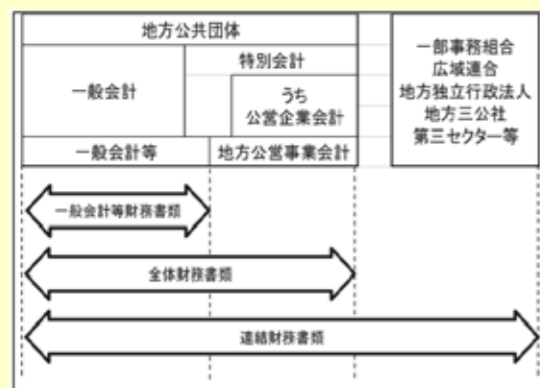 地方公共団体
一般会計
特別会計
うち
公営企業会計
一般会計等
地方公営事業会計
一部事務組合
広域連合
地方独立行政法人
地方三公社
第三セクター等
一般会計等財務書類
全体財務書類
連結財務書類